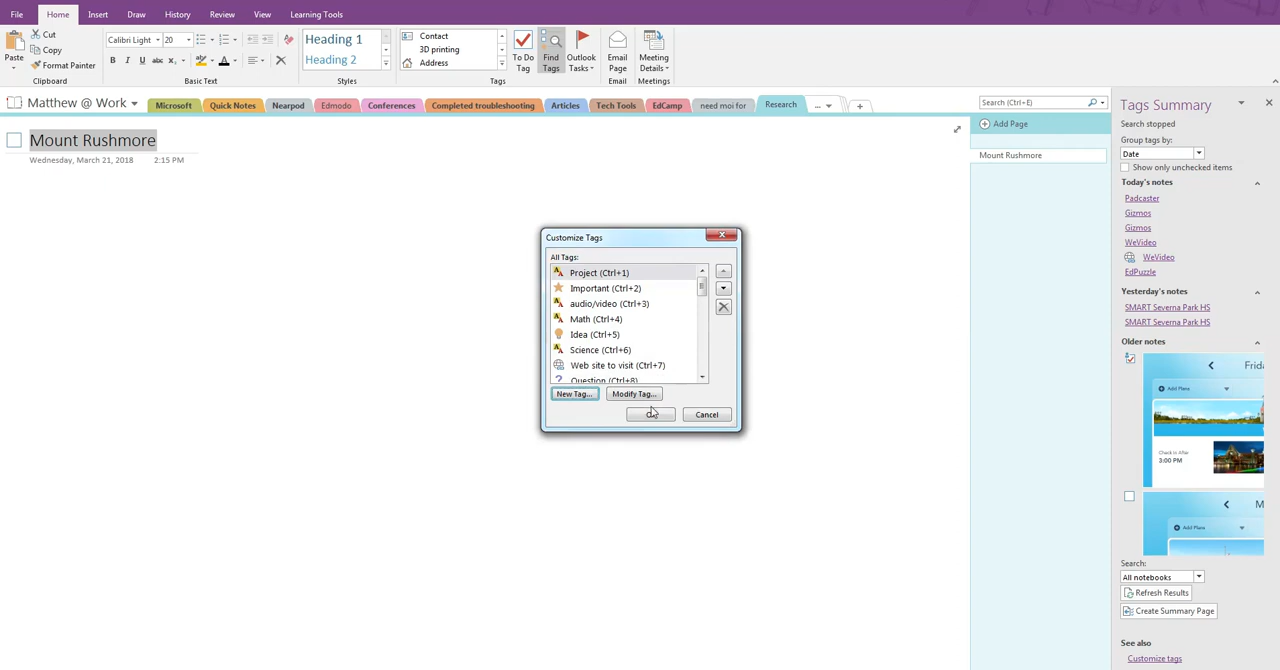 File Home Insert Draw History Review View Learning Tools
Paste
Cut
Copy
Format Painter
Clipboard
Calibri Light 20
B I U abc x A
Basic Text
Heading 1
Heading 2
Styles
Contact
3D printing
Address
To Do Tag
Find Tags
Tags
Outlook Tasks
Email Page
Email
Meeting Details
Meetings
Matthew @ Work
Microsoft Quick Notes Nearpod Edmodo Conferences Completed troubleshooting Articles Tech Tools EdCamp need moi for Research ...
Search (Ctrl+E)
Mount Rushmore
Wednesday, March 21, 2018 2:15 PM
Add Page
Mount Rushmore
Customize Tags
All Tags:
Project (Ctrl+1)
Important (Ctrl+2)
audio/video (Ctrl+3)
Math (Ctrl+4)
Idea (Ctrl+5)
Science (Ctrl+6)
Web site to visit (Ctrl+7)
Question (Ctrl+8)
New Tag... Modify Tag...
Cancel
Tags Summary
Search stopped
Group tags by:
Date
Show only unchecked items
Today's notes
Padcaster
Gizmos
Gizmos
WeVideo
WeVideo
EdPuzzle
Yesterday's notes
SMART Severna Park HS
SMART Severna Park HS
Older notes
Frida
Add Plans
Check In After
3:00 PM
M
Add Plans
Search:
All notebooks
Refresh Results
Create Summary Page
See also
Customize tags